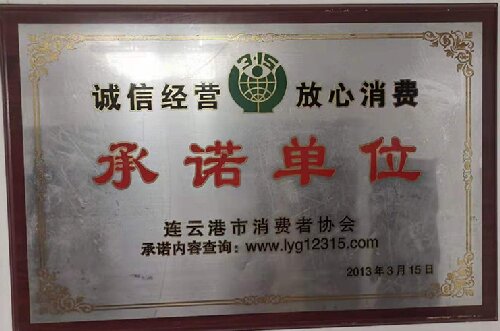 诚信经营 3·15 放心消费
承诺单位
连云港市消费者协会
承诺内容查询：www.lyg12315.com
2013年3月15日